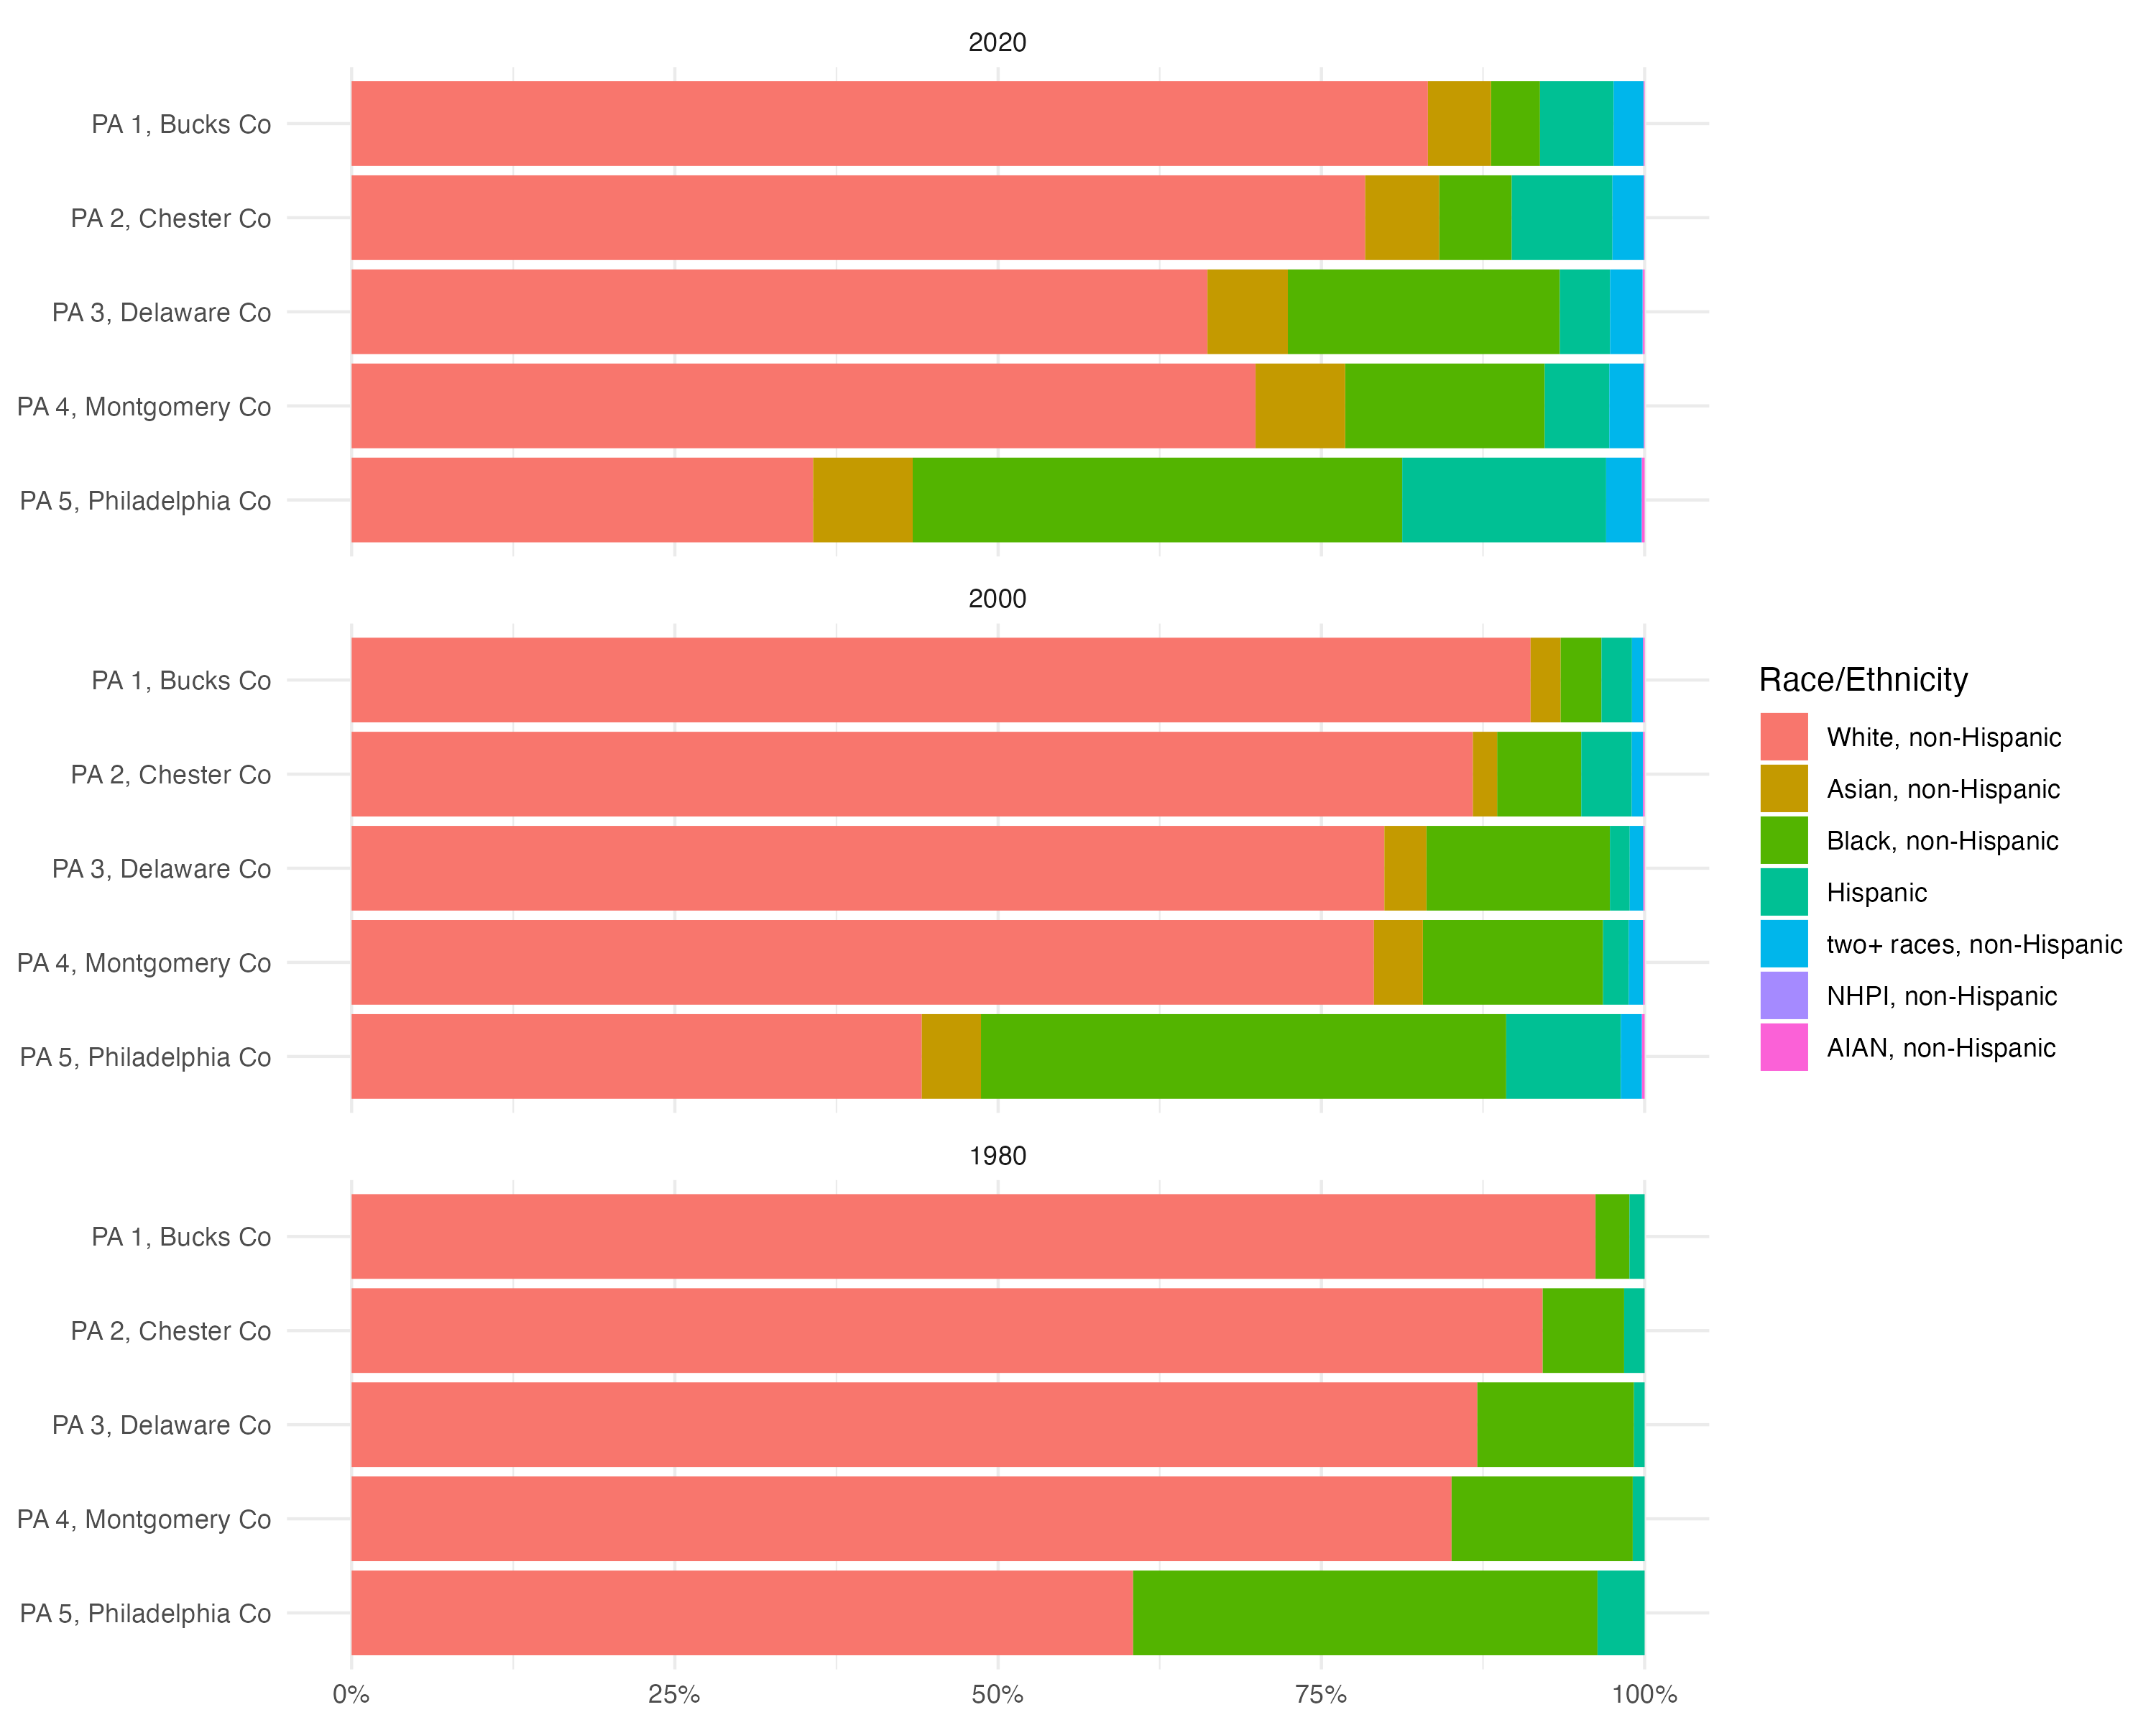 2020
PA 1, Bucks Co
PA 2, Chester Co
PA 3, Delaware Co
PA 4, Montgomery Co
PA 5, Philadelphia Co
2000
PA 1, Bucks Co
PA 2, Chester Co
PA 3, Delaware Co
PA 4, Montgomery Co
PA 5, Philadelphia Co
1980
PA 1, Bucks Co
PA 2, Chester Co
PA 3, Delaware Co
PA 4, Montgomery Co
PA 5, Philadelphia Co
0% 25% 50% 75% 100%
Race/Ethnicity
White, non-Hispanic
Asian, non-Hispanic
Black, non-Hispanic
Hispanic
two+ races, non-Hispanic
NHPI, non-Hispanic
AIAN, non-Hispanic